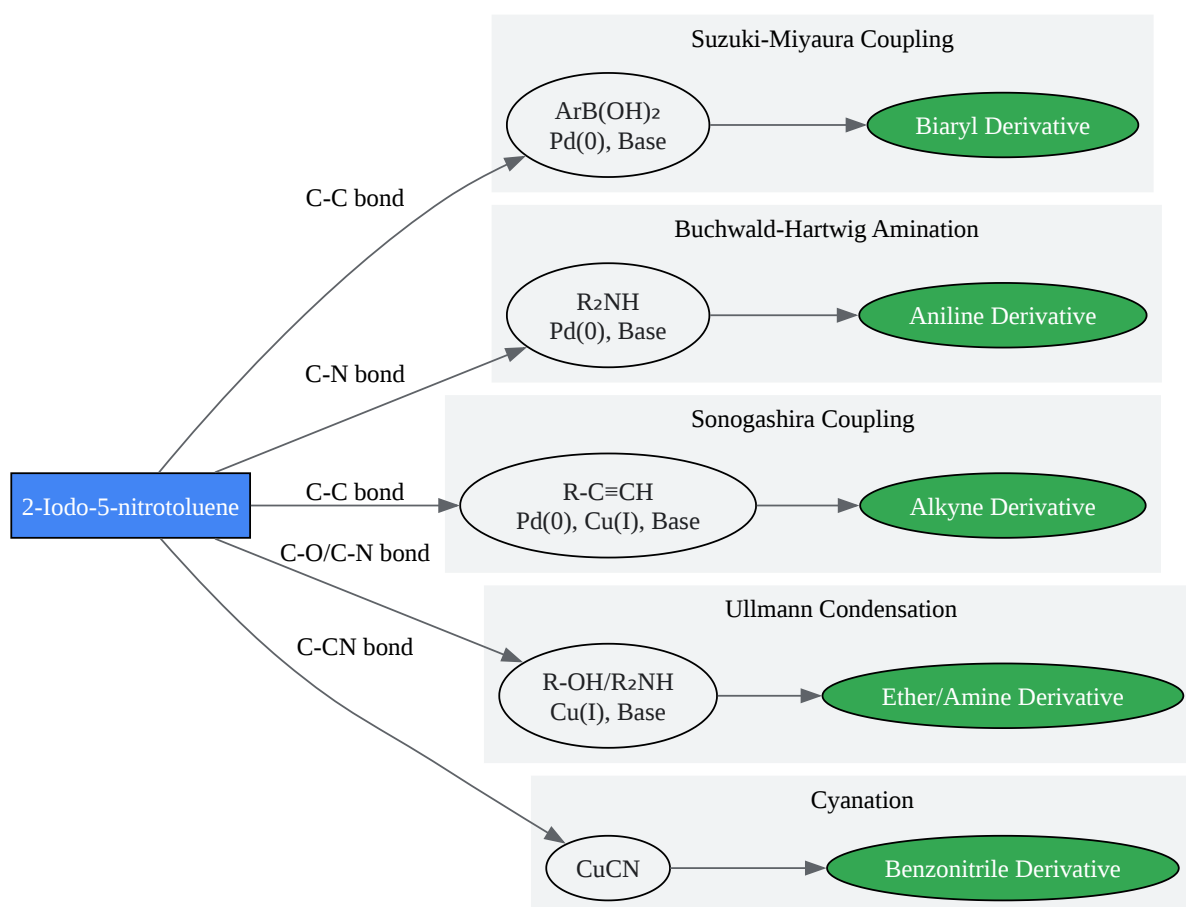 Suzuki-Miyaura Coupling
ArB(OH)₂
Pd(0), Base
Biaryl Derivative
C-C bond
Buchwald-Hartwig Amination
R₂NH
Pd(0), Base
Aniline Derivative
C-N bond
Sonogashira Coupling
R-C≡CH
Pd(0), Cu(I), Base
Alkyne Derivative
C-C bond
2-Iodo-5-nitrotoluene
C-O/C-N bond
Ullmann Condensation
R-OH/R₂NH
Cu(I), Base
Ether/Amine Derivative
C-CN bond
Cyanation
CuCN
Benzonitrile Derivative